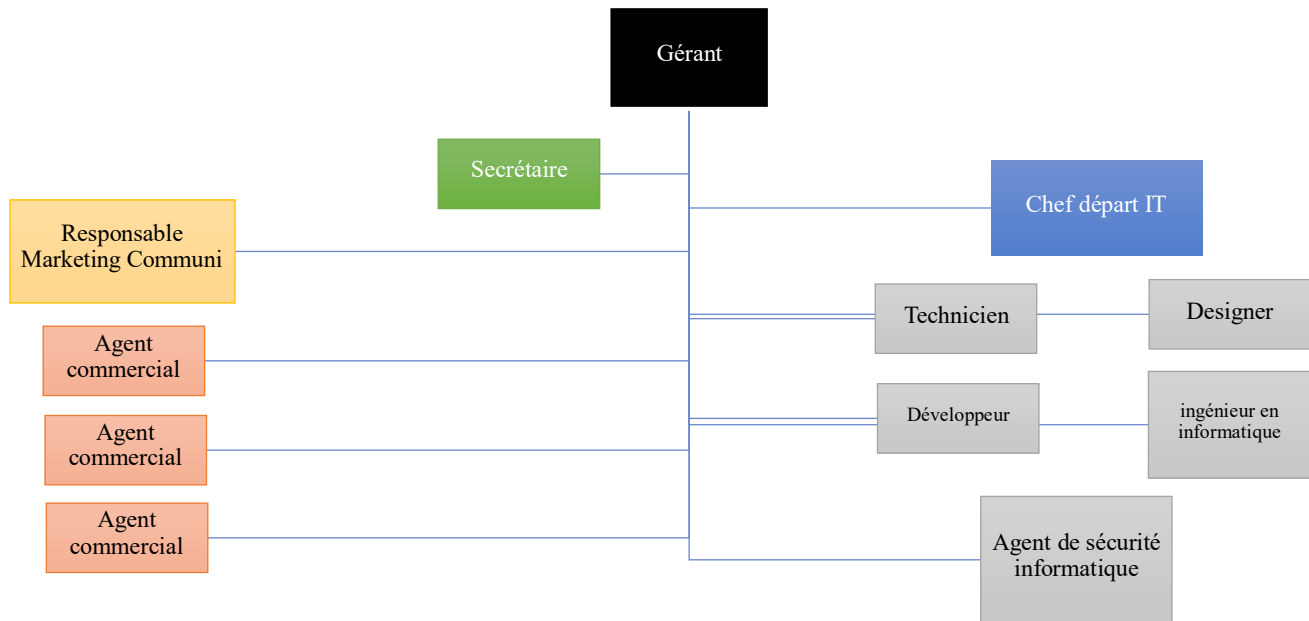 Gérant
Secrétaire
Chef départ IT
Responsable
Marketing Communi
Technicien
Designer
Agent
commercial
Développeur
ingénieur en
informatique
Agent
commercial
Agent
commercial
Agent de sécurité
informatique